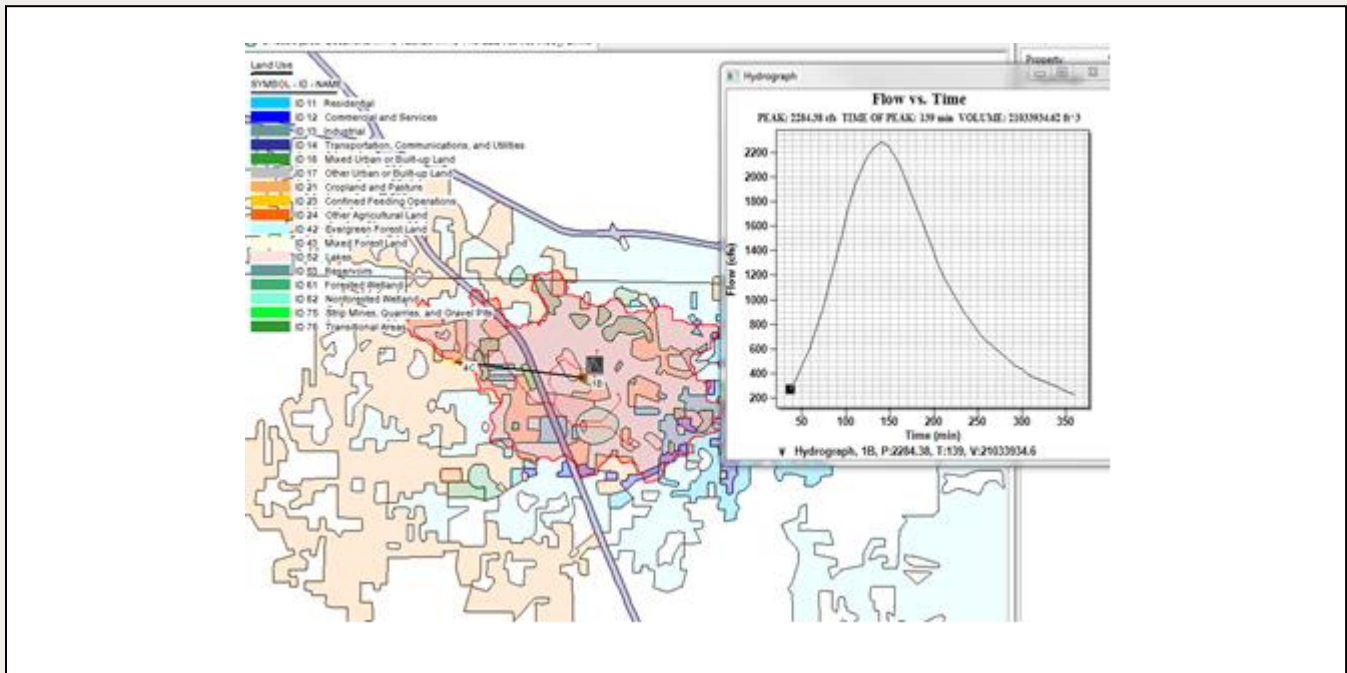 Land Use
SYMBOL - ID - NAME
ID 11 Residential
ID 12 Commercial and Services
ID 13 Industrial
ID 14 Transportation, Communications, and Utilities
ID 16 Mixed Urban or Built-up Land
ID 17 Other Urban or Built-up Land
ID 21 Cropland and Pasture
ID 23 Confined Feeding Operations
ID 24 Other Agricultural Land
ID 42 Evergreen Forest Land
ID 43 Mixed Forest Land
ID 52 Lakes
ID 53 Reservoirs
ID 61 Forested Wetland
ID 62 Nonforested Wetland
ID 75 Strip Mines, Quarries, and Gravel Pits
ID 76 Transitional Areas
4C
1B
Property
Hydrograph
Flow vs. Time
PEAK: 2284.38 cfs TIME OF PEAK: 139 min VOLUME: 21033934.62 ft^3
Flow (cfs)
2200
2000
1800
1600
1400
1200
1000
800
600
400
200
50 100 150 200 250 300 350
Time (min)
Hydrograph, 1B, P:2284.38, T:139, V:21033934.6